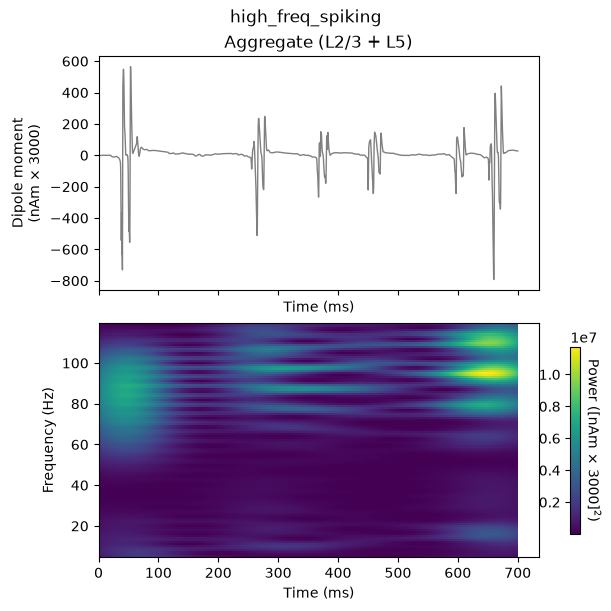 high_freq_spiking
Aggregate (L2/3 + L5)
Dipole moment
(nAm × 3000)
600
400
200
0
−200
−400
−600
−800
Time (ms)
Frequency (Hz)
100
80
60
40
20
0
100
200
300
400
500
600
700
Time (ms)
1e7
1.0
0.8
0.6
0.4
0.2
Power ([nAm × 3000]²)